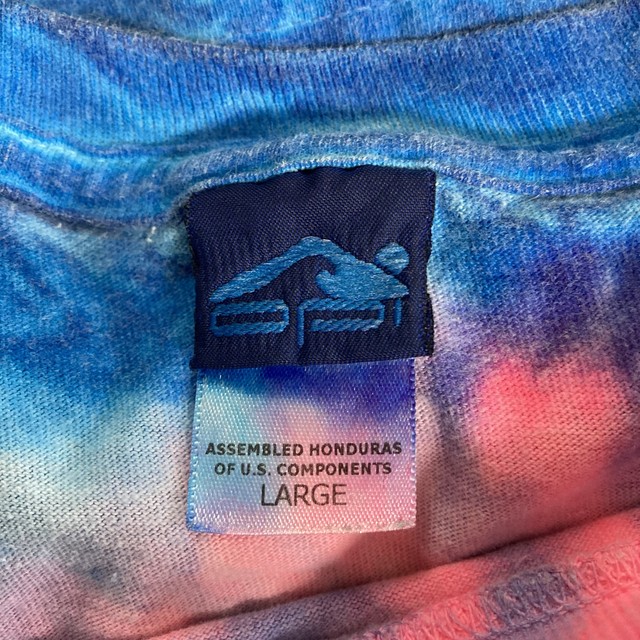 ASSEMBLED HONDURAS
OF U.S. COMPONENTS
LARGE